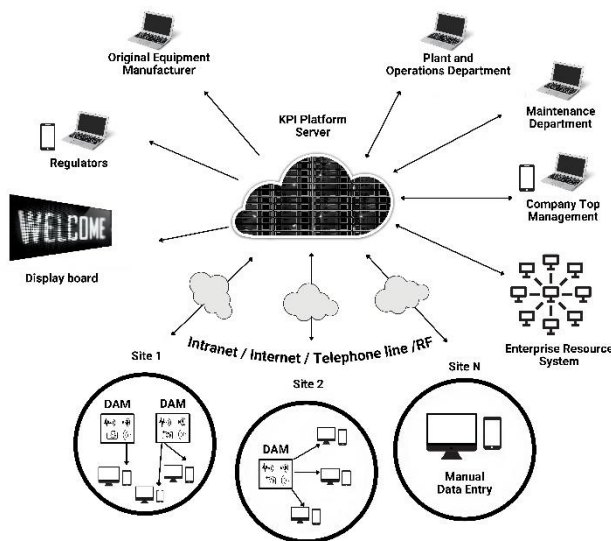 Original Equipment
Manufacturer
Plant and
Operations Department
KPI Platform
Server
Maintenance
Department
Regulators
Company Top
Management
WELCOME
Display board
Enterprise Resource
System
Intranet / Internet / Telephone line /RF
Site 1
Site 2
Site N
DAM
DAM
DAM
Manual
Data Entry